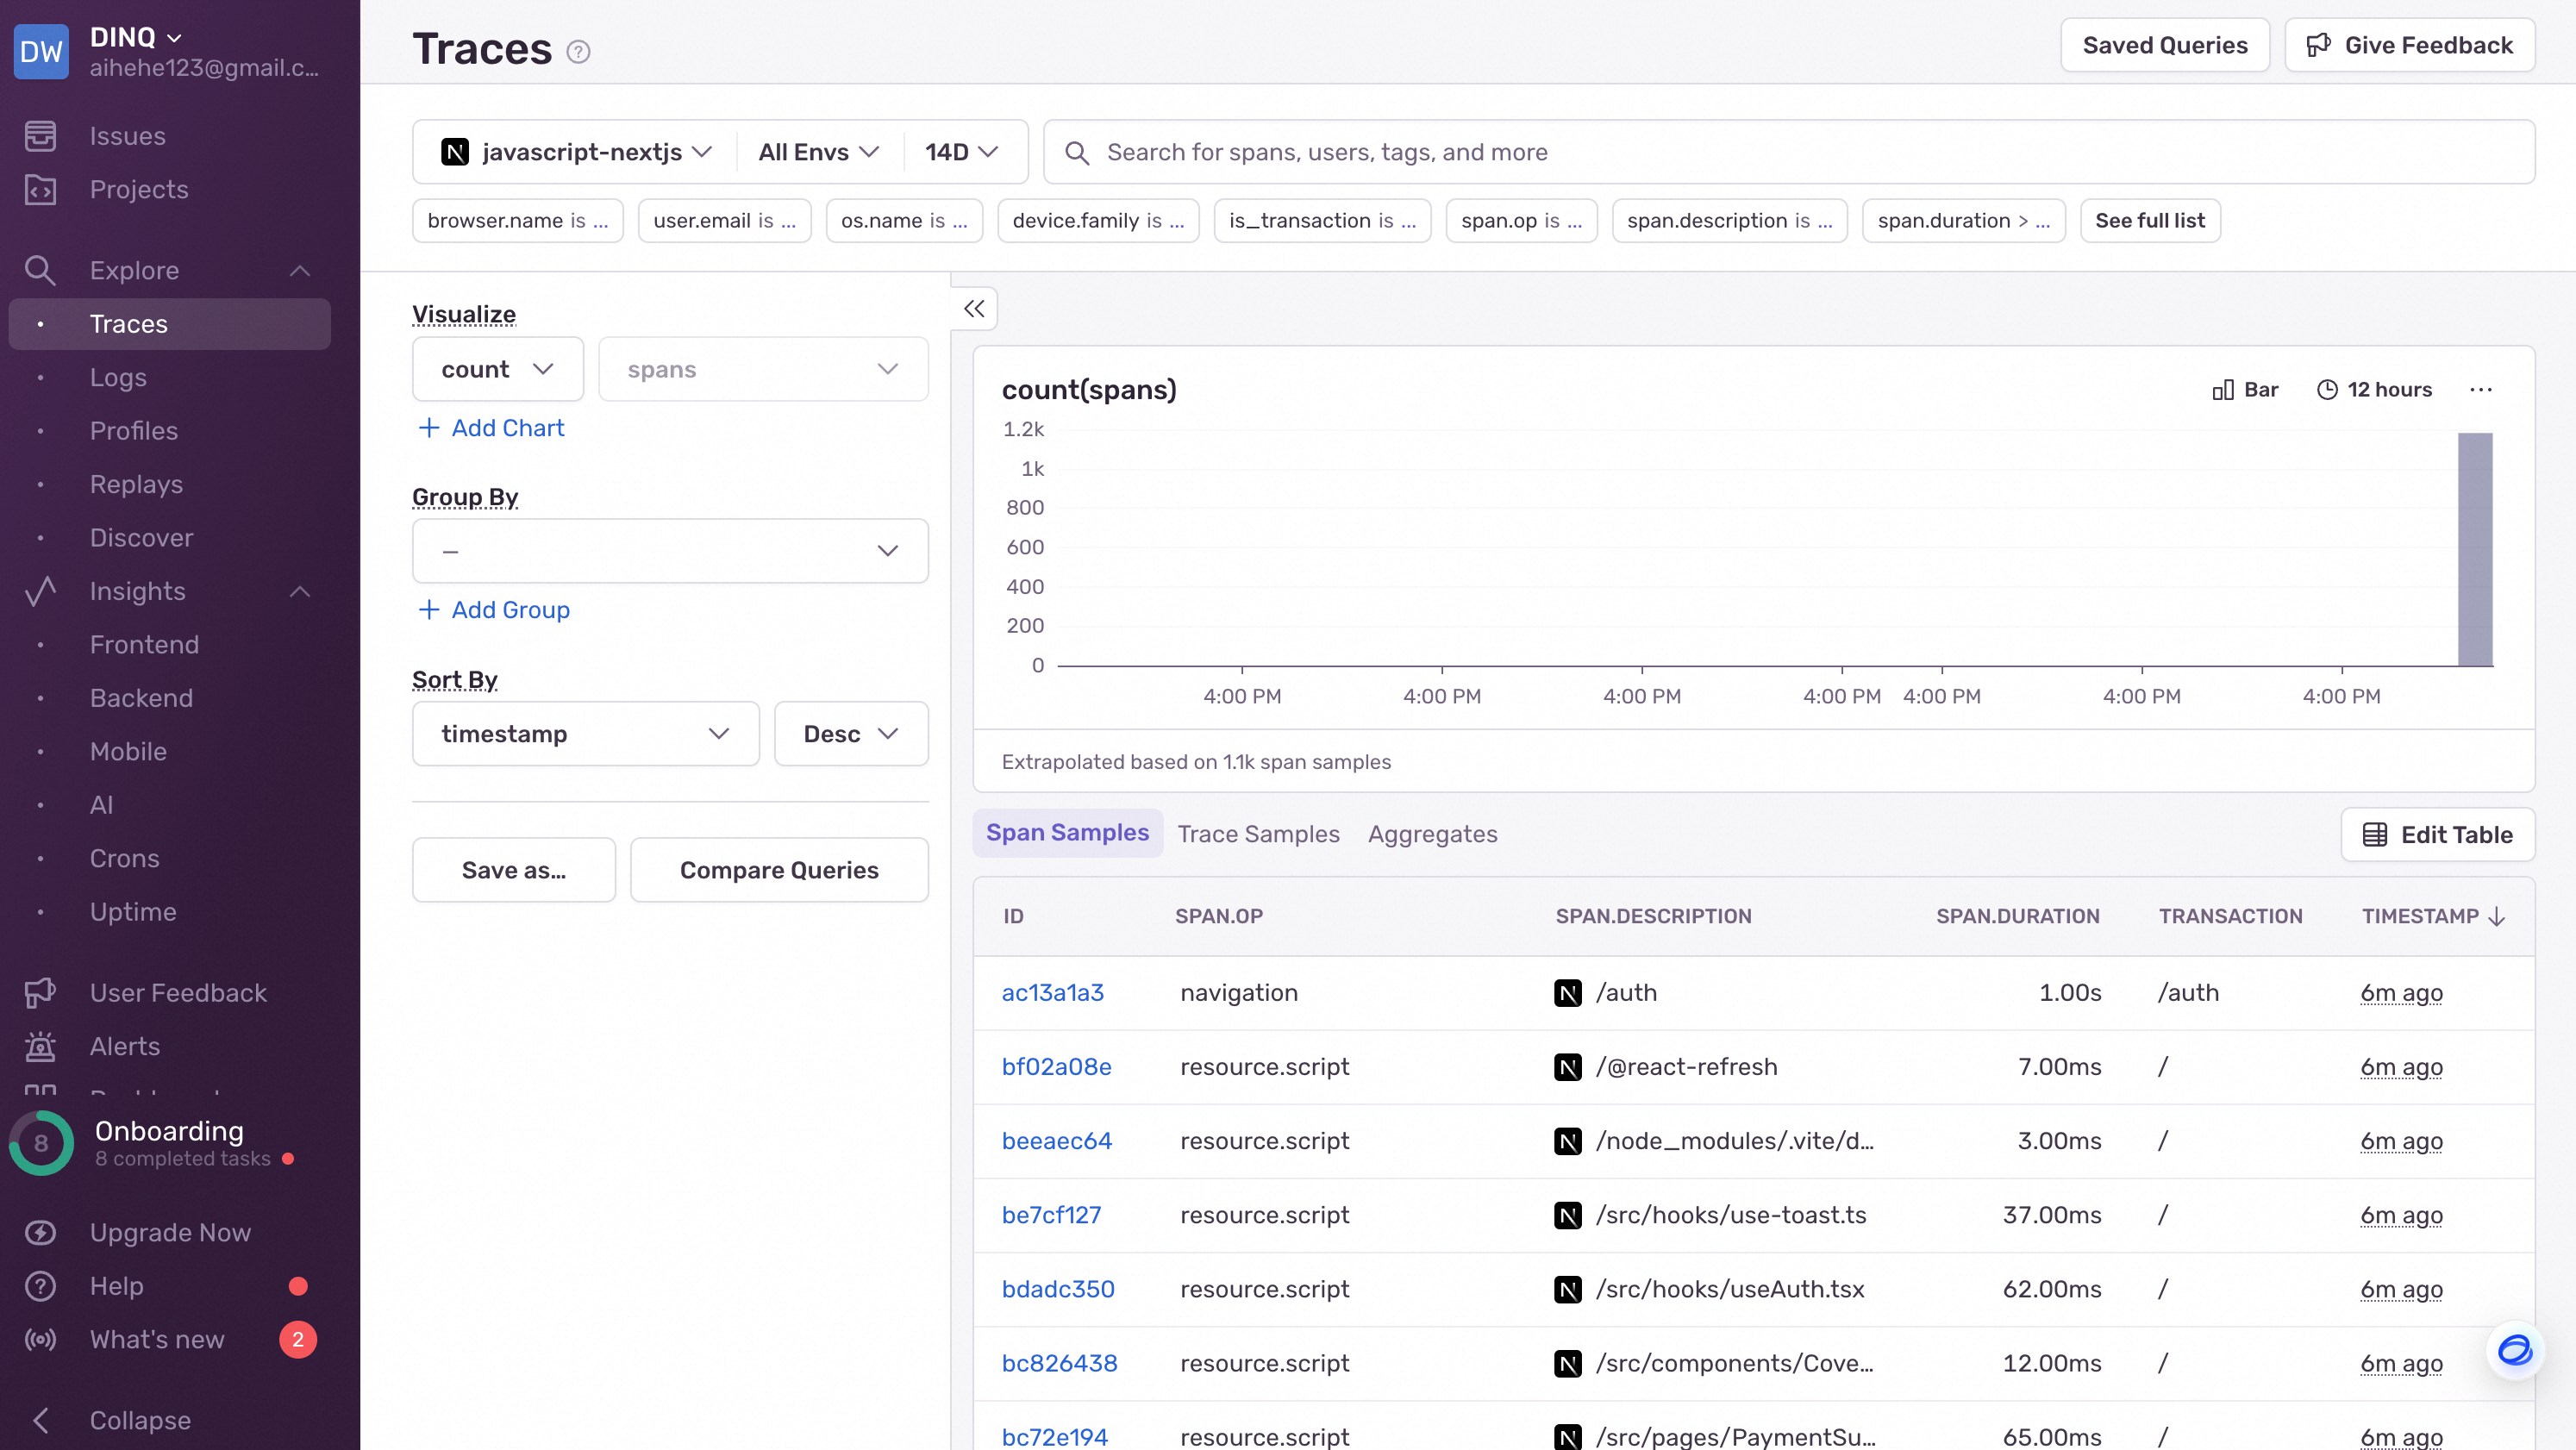 DW
DINQ
aihehe123@gmail.c...
Issues
Projects
Explore
Traces
Logs
Profiles
Replays
Discover
Insights
Frontend
Backend
Mobile
AI
Crons
Uptime
User Feedback
Alerts
8
Onboarding
8 completed tasks
Upgrade Now
Help
What's new
2
Collapse
Traces
Saved Queries
Give Feedback
javascript-nextjs
All Envs
14D
Search for spans, users, tags, and more
browser.name is ...
user.email is ...
os.name is ...
device.family is ...
is_transaction is ...
span.op is ...
span.description is ...
span.duration > ...
See full list
Visualize
count
spans
+ Add Chart
Group By
—
+ Add Group
Sort By
timestamp
Desc
Save as...
Compare Queries
count(spans)
Bar
12 hours
1.2k
1k
800
600
400
200
0
4:00 PM 4:00 PM 4:00 PM 4:00 PM 4:00 PM 4:00 PM 4:00 PM
Extrapolated based on 1.1k span samples
Span Samples
Trace Samples
Aggregates
Edit Table
ID SPAN.OP SPAN.DESCRIPTION SPAN.DURATION TRANSACTION TIMESTAMP
ac13a1a3 navigation /auth 1.00s /auth 6m ago
bf02a08e resource.script /@react-refresh 7.00ms / 6m ago
beeaec64 resource.script /node_modules/.vite/d... 3.00ms / 6m ago
be7cf127 resource.script /src/hooks/use-toast.ts 37.00ms / 6m ago
bdadc350 resource.script /src/hooks/useAuth.tsx 62.00ms / 6m ago
bc826438 resource.script /src/components/Cove... 12.00ms / 6m ago
bc72e194 resource.script /src/pages/PaymentSu... 65.00ms / 6m ago